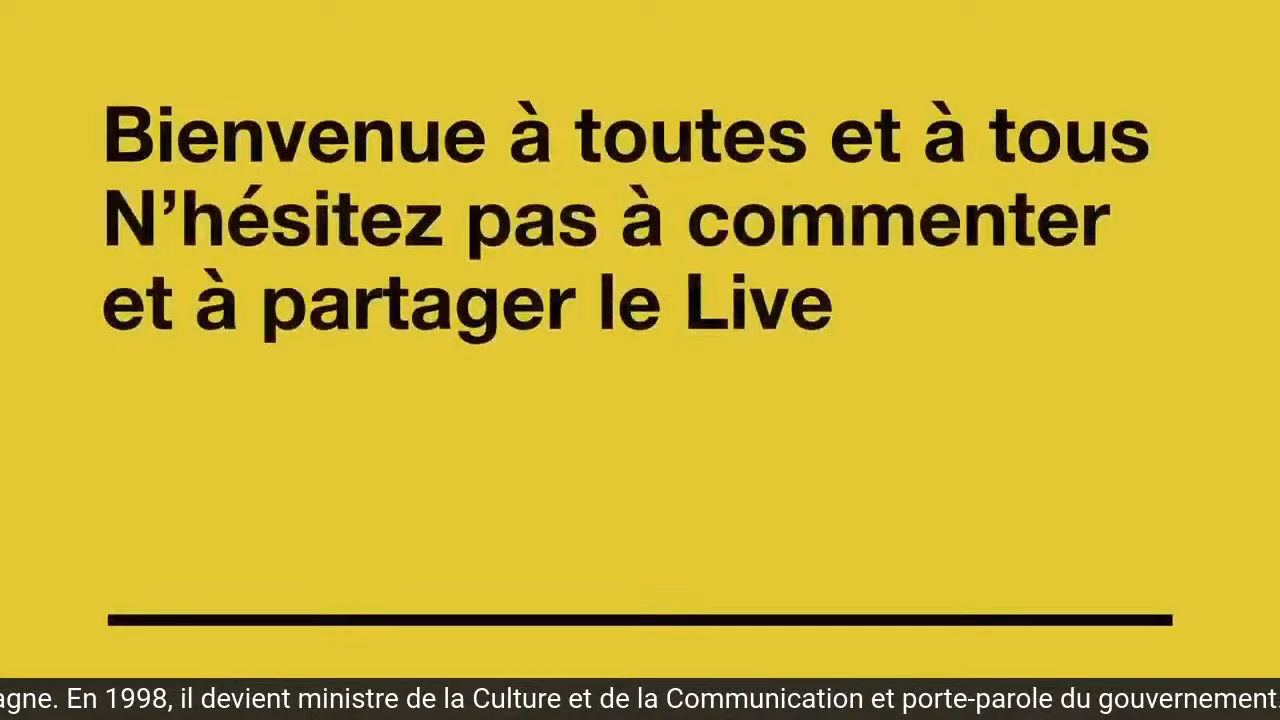 Bienvenue à toutes et à tous
N’hésitez pas à commenter
et à partager le Live
agne. En 1998, il devient ministre de la Culture et de la Communication et porte-parole du gouvernement.